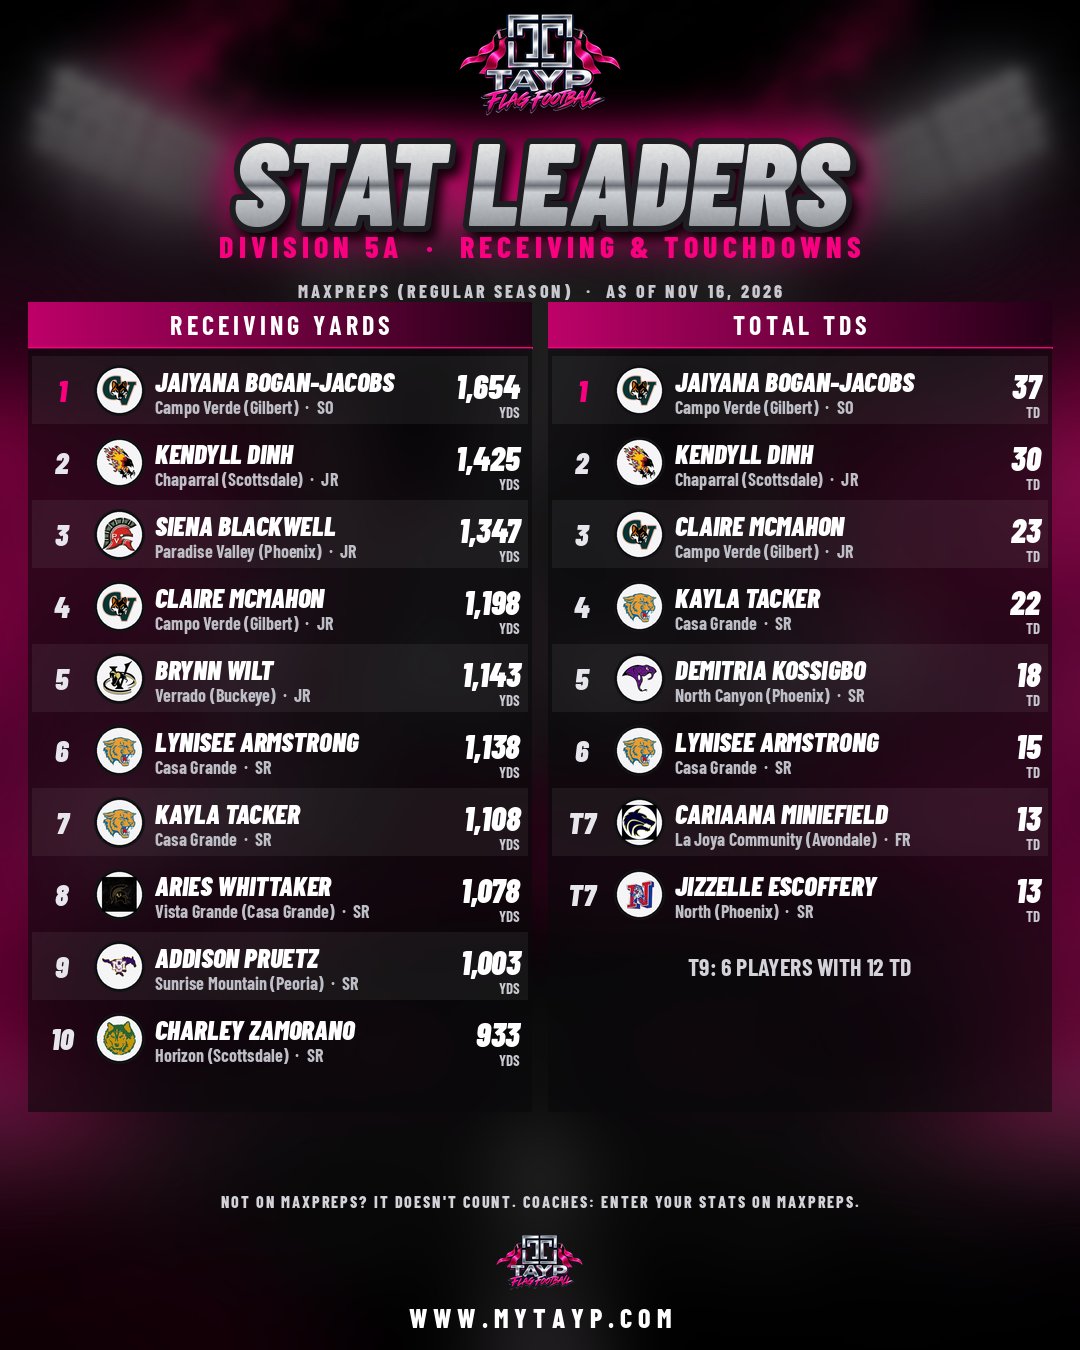 TAYP
FLAG FOOTBALL
STAT LEADERS
DIVISION 5A · RECEIVING & TOUCHDOWNS
MAXPREPS (REGULAR SEASON) · AS OF NOV 16, 2026
RECEIVING YARDS
1 JAIYANA BOGAN-JACOBS 1,654
Campo Verde (Gilbert) · SO YDS
2 KENDYLL DINH 1,425
Chaparral (Scottsdale) · JR YDS
3 SIENA BLACKWELL 1,347
Paradise Valley (Phoenix) · JR YDS
4 CLAIRE MCMAHON 1,198
Campo Verde (Gilbert) · JR YDS
5 BRYNN WILT 1,143
Verrado (Buckeye) · JR YDS
6 LYNISEE ARMSTRONG 1,138
Casa Grande · SR YDS
7 KAYLA TACKER 1,108
Casa Grande · SR YDS
8 ARIES WHITTAKER 1,078
Vista Grande (Casa Grande) · SR YDS
9 ADDISON PRUETZ 1,003
Sunrise Mountain (Peoria) · SR YDS
10 CHARLEY ZAMORANO 933
Horizon (Scottsdale) · SR YDS
TOTAL TDS
1 JAIYANA BOGAN-JACOBS 37
Campo Verde (Gilbert) · SO TD
2 KENDYLL DINH 30
Chaparral (Scottsdale) · JR TD
3 CLAIRE MCMAHON 23
Campo Verde (Gilbert) · JR TD
4 KAYLA TACKER 22
Casa Grande · SR TD
5 DEMITRIA KOSSIGBO 18
North Canyon (Phoenix) · SR TD
6 LYNISEE ARMSTRONG 15
Casa Grande · SR TD
T7 CARIAANA MINIEFIELD 13
La Joya Community (Avondale) · FR TD
T7 JIZZELLE ESCOFFERY 13
North (Phoenix) · SR TD
T9: 6 PLAYERS WITH 12 TD
NOT ON MAXPREPS? IT DOESN'T COUNT. COACHES: ENTER YOUR STATS ON MAXPREPS.
TAYP
FLAG FOOTBALL
WWW.MYTAYP.COM